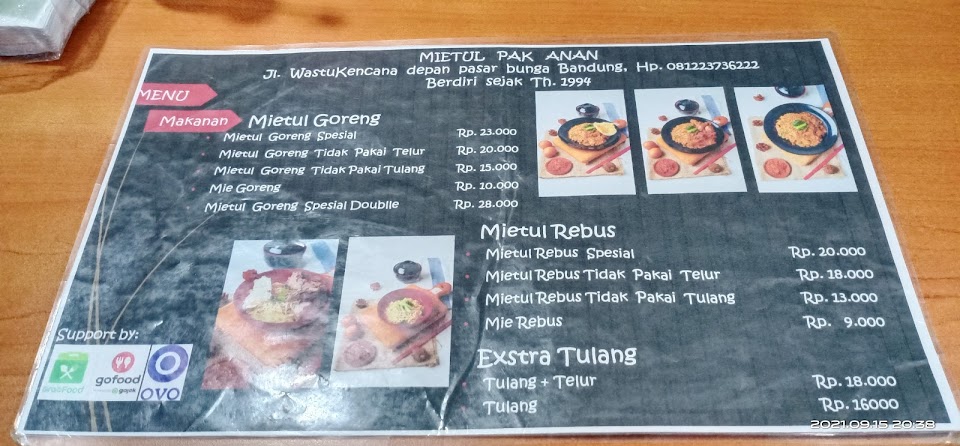 MIETUL PAK ANAN
Jl. WastuKencana depan pasar bunga Bandung, Hp. 081223736222
Berdiri sejak Th. 1994
MENU
Makanan
Mietul Goreng
Mietul Goreng Spesial Rp. 23.000
Mietul Goreng Tidak Pakai Telur Rp. 20.000
Mietul Goreng Tidak Pakai Tulang Rp. 15.000
Mie Goreng Rp. 10.000
Mietul Goreng Spesial Doublle Rp. 28.000
Mietul Rebus
Mietul Rebus Spesial Rp. 20.000
Mietul Rebus Tidak Pakai Telur Rp. 18.000
Mietul Rebus Tidak Pakai Tulang Rp. 13.000
Mie Rebus Rp. 9.000
Exstra Tulang
Tulang + Telur Rp. 18.000
Tulang Rp. 16000
Support by:
GrabFood
gofood
gojek
OVO
2021.09.15 20:38